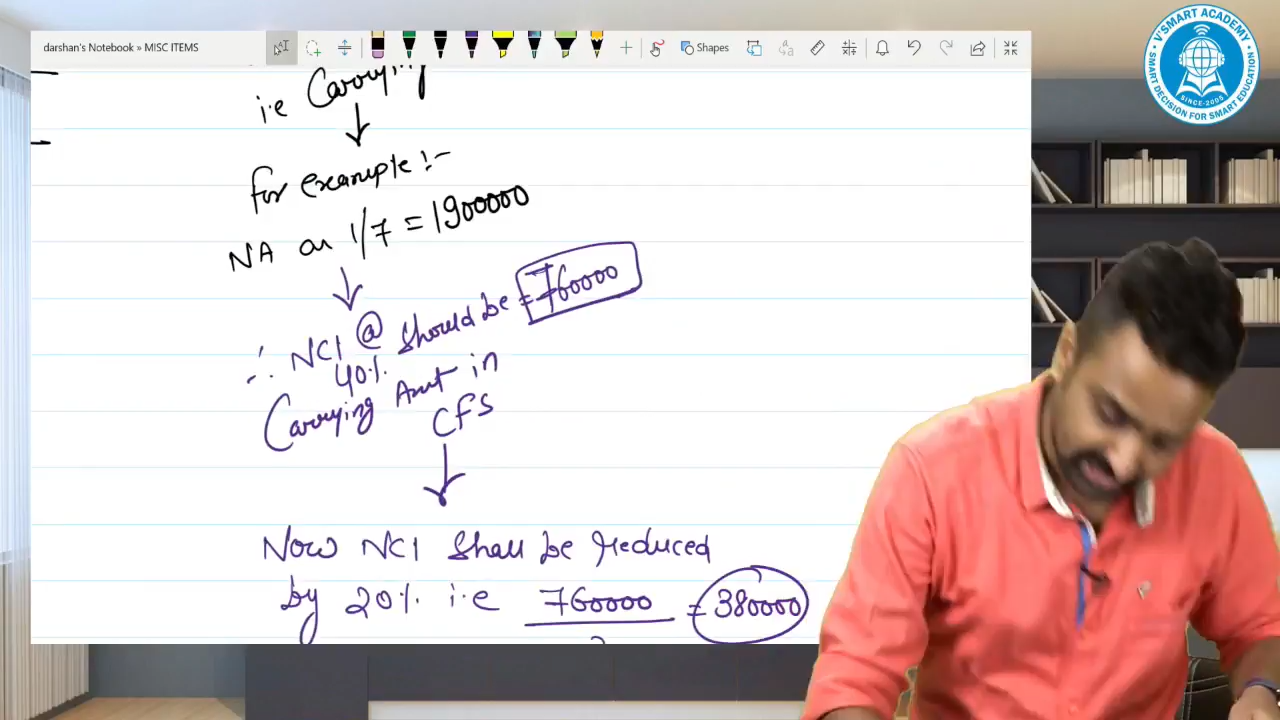 darshan's Notebook » MISC ITEMS
Shapes
V'SMART ACADEMY
SMART DECISION FOR SMART EDUCATION
SINCE-2005
i.e Carrying
for example :-
NA on 1/7 = 1900000
∴ NCI @ should be = 760000
40%.
Carrying Amt in
CFS
Now NCI shall be reduced
by 20%. i.e 760000 = 380000